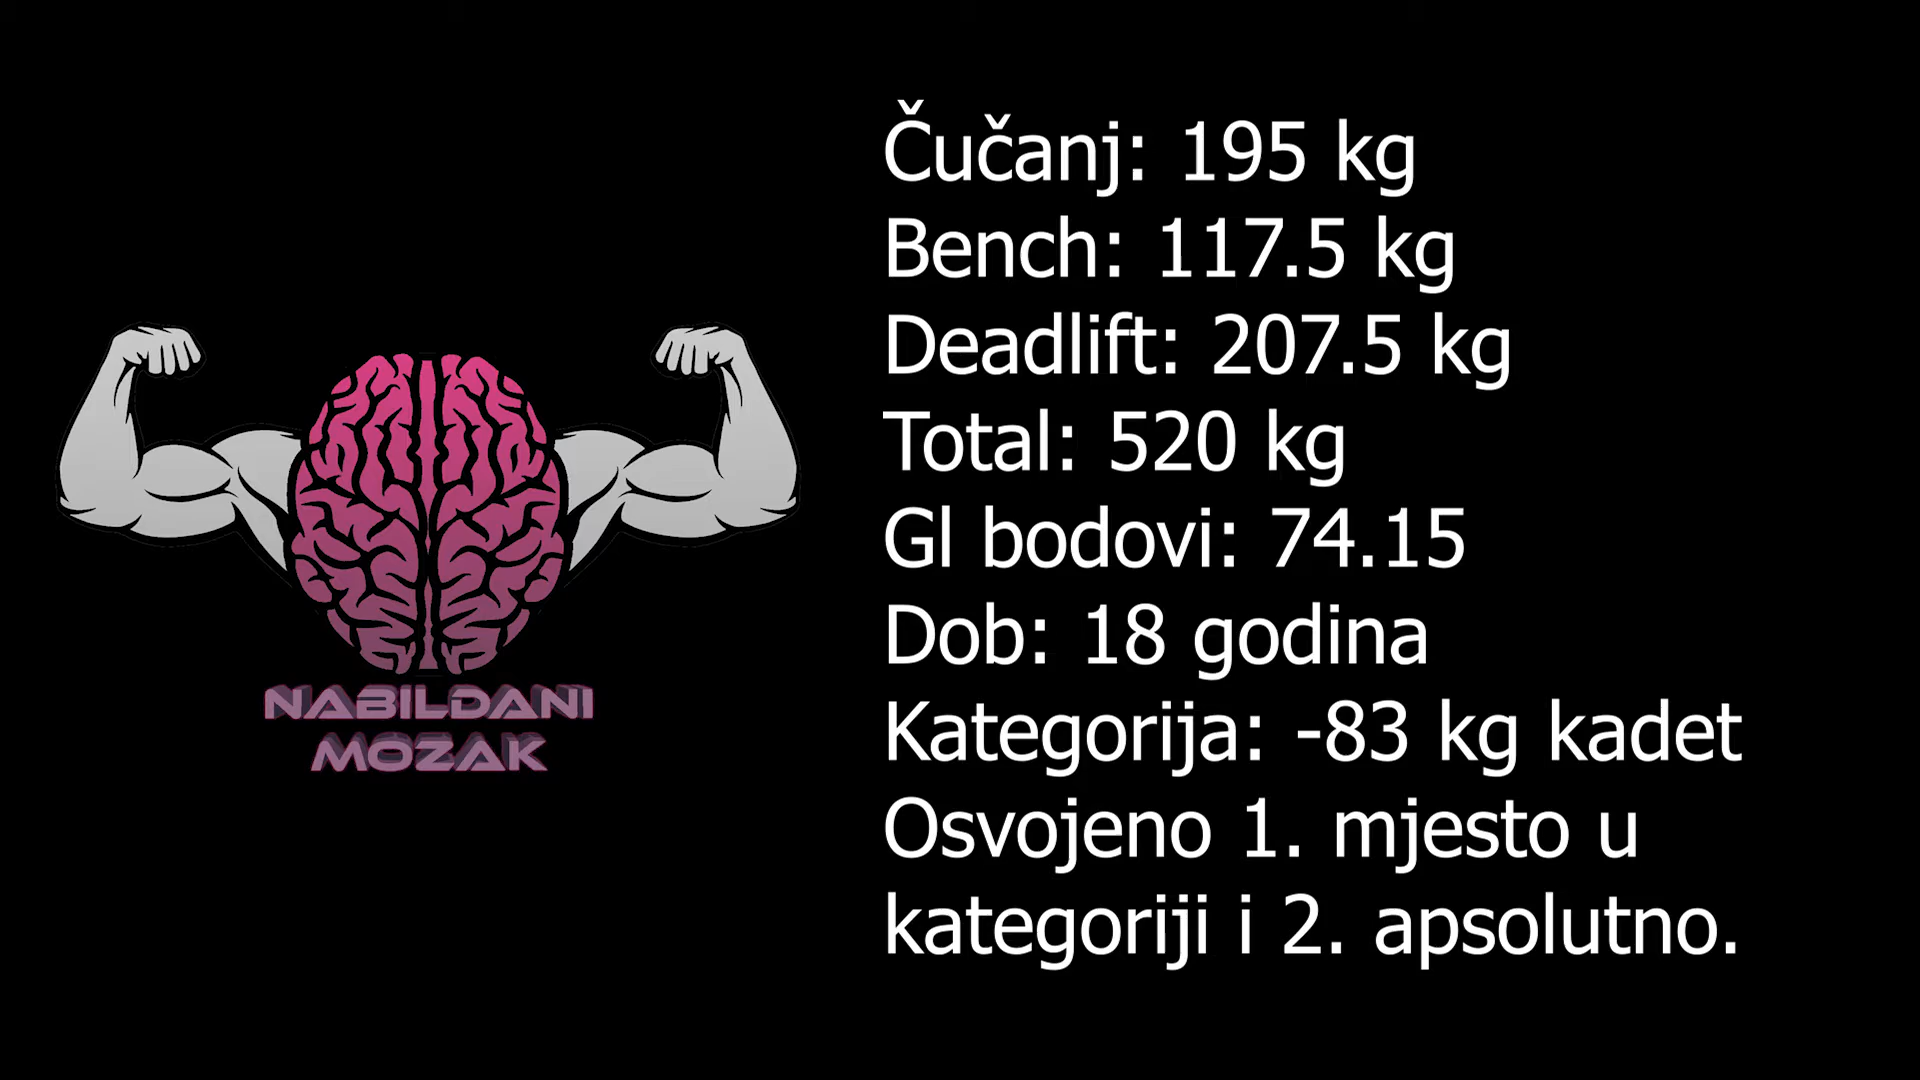 NABILDANI
MOZAK
Čučanj: 195 kg
Bench: 117.5 kg
Deadlift: 207.5 kg
Total: 520 kg
Gl bodovi: 74.15
Dob: 18 godina
Kategorija: -83 kg kadet
Osvojeno 1. mjesto u
kategoriji i 2. apsolutno.